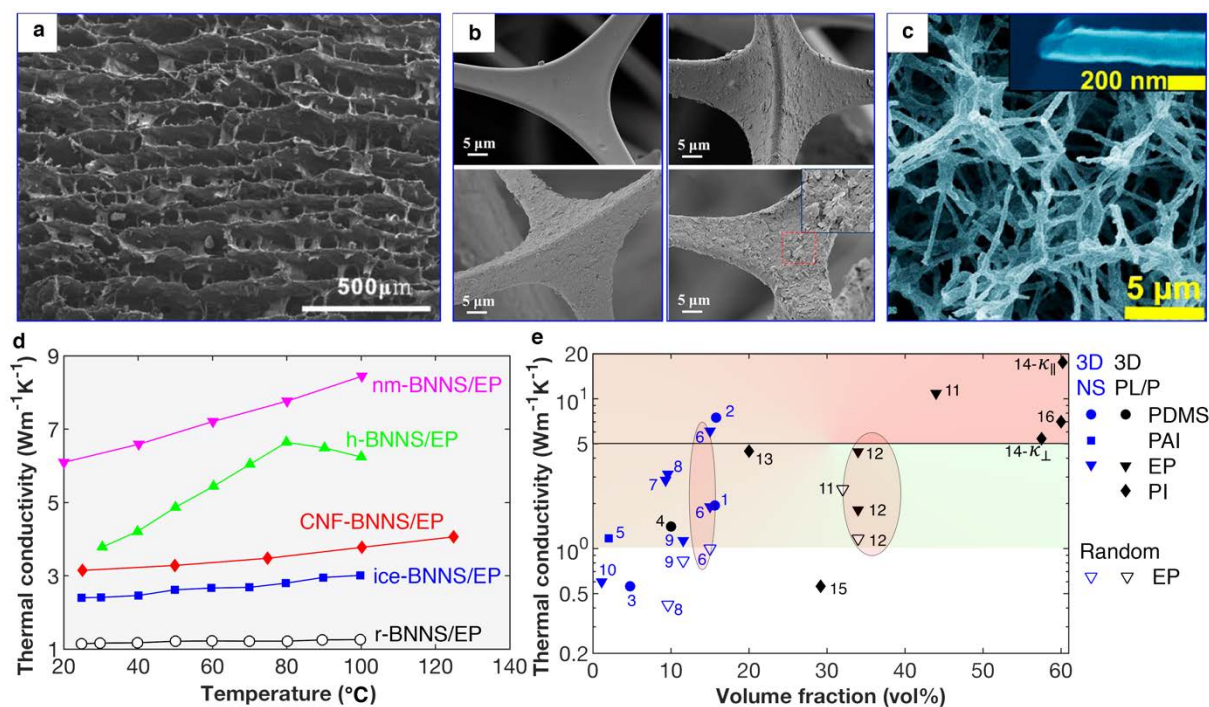 a
500μm
b
5 μm
5 μm
5 μm
5 μm
c
200 nm
5 μm
d
Thermal conductivity (Wm⁻¹K⁻¹)
9
7
5
3
1
nm-BNNS/EP
h-BNNS/EP
CNF-BNNS/EP
ice-BNNS/EP
r-BNNS/EP
20 40 60 80 100 120 140
Temperature (°C)
e
Thermal conductivity (Wm⁻¹K⁻¹)
20
10¹
5
10⁰
0.5
0.2
14-κ∥
11
16
2
6
14-κ⊥
13
12
8
7
11
1
6
12
4
5
9
12
9
6
10
3
15
8
0 10 20 30 40 50 60
Volume fraction (vol%)
3D 3D
NS PL/P
PDMS
PAI
EP
PI
Random
EP